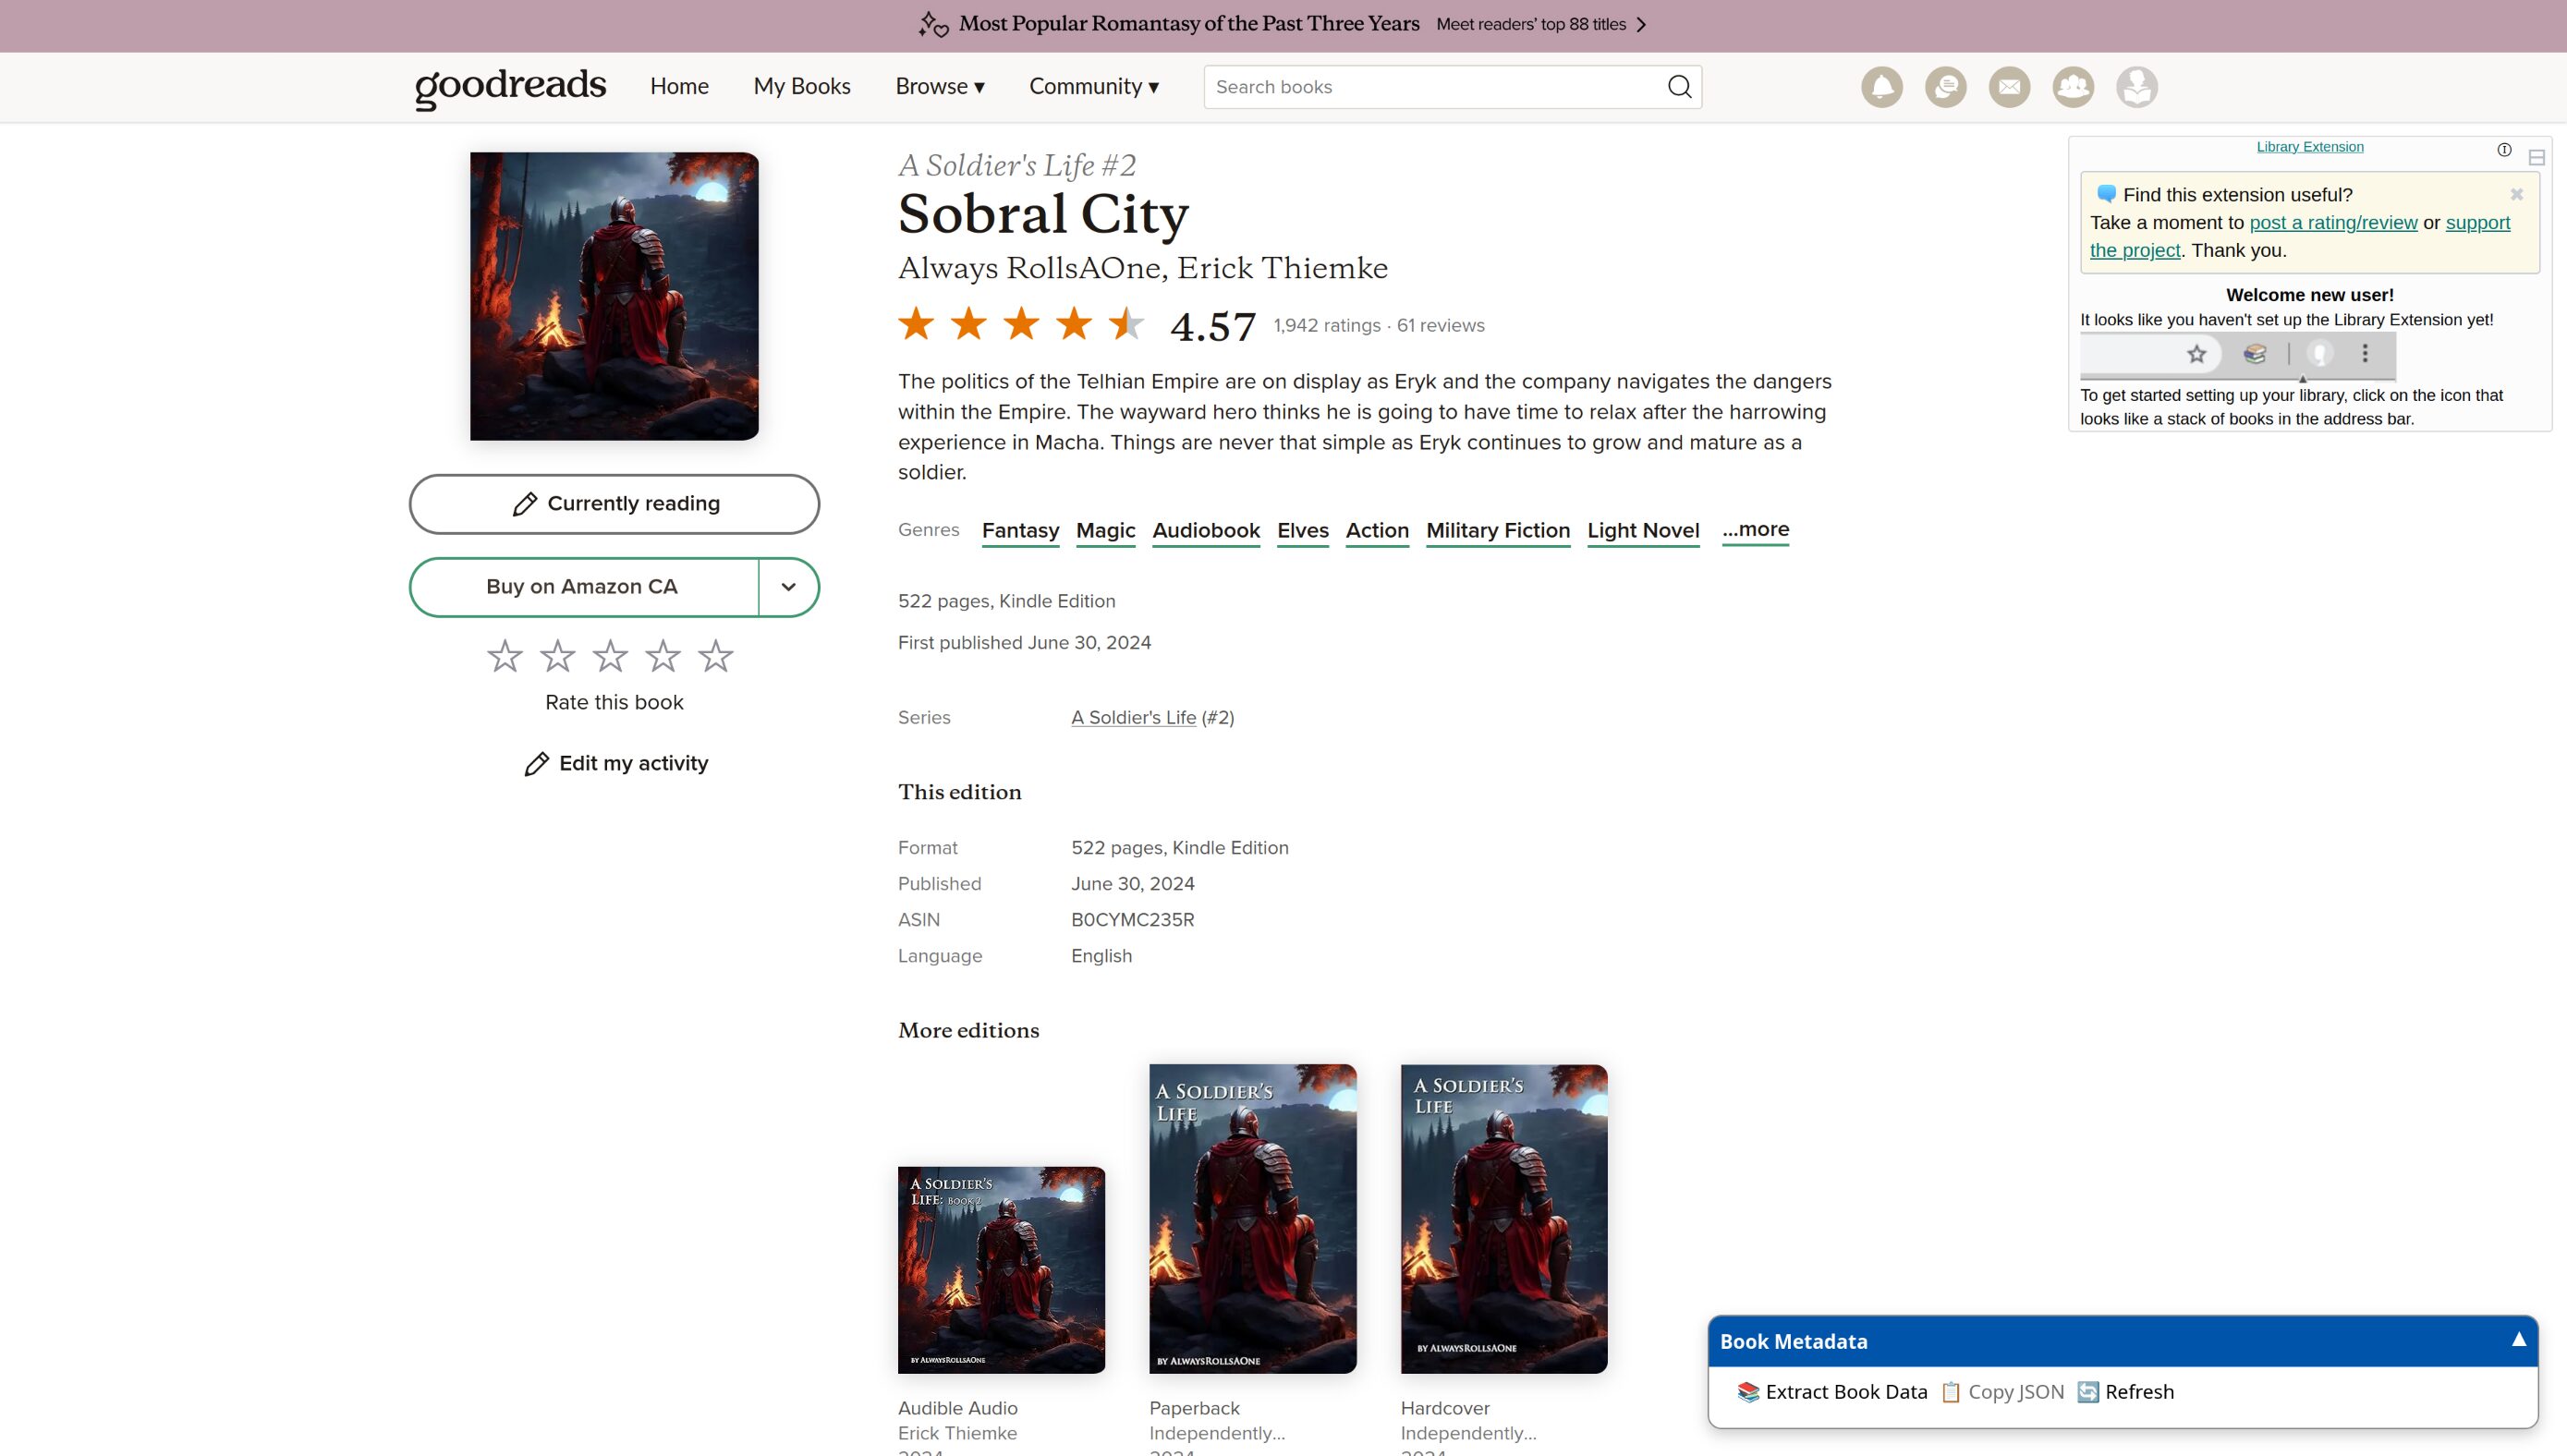 Most Popular Romantasy of the Past Three Years Meet readers' top 88 titles
goodreads Home My Books Browse ▾ Community ▾ Search books
Library Extension
Find this extension useful?
Take a moment to post a rating/review or support
the project. Thank you.
Welcome new user!
It looks like you haven't set up the Library Extension yet!
To get started setting up your library, click on the icon that
looks like a stack of books in the address bar.
Currently reading
Buy on Amazon CA
Rate this book
Edit my activity
A Soldier's Life #2
Sobral City
Always RollsAOne, Erick Thiemke
4.57 1,942 ratings · 61 reviews
The politics of the Telhian Empire are on display as Eryk and the company navigates the dangers
within the Empire. The wayward hero thinks he is going to have time to relax after the harrowing
experience in Macha. Things are never that simple as Eryk continues to grow and mature as a
soldier.
Genres Fantasy Magic Audiobook Elves Action Military Fiction Light Novel ...more
522 pages, Kindle Edition
First published June 30, 2024
Series A Soldier's Life (#2)
This edition
Format 522 pages, Kindle Edition
Published June 30, 2024
ASIN B0CYMC235R
Language English
More editions
A SOLDIER'S
LIFE: BOOK 2
BY ALWAYSROLLSAONE
A SOLDIER'S
LIFE
BY ALWAYSROLLSAONE
A SOLDIER'S
LIFE
BY ALWAYSROLLSAONE
Audible Audio
Erick Thiemke
2024
Paperback
Independently...
2024
Hardcover
Independently...
2024
Book Metadata
Extract Book Data Copy JSON Refresh